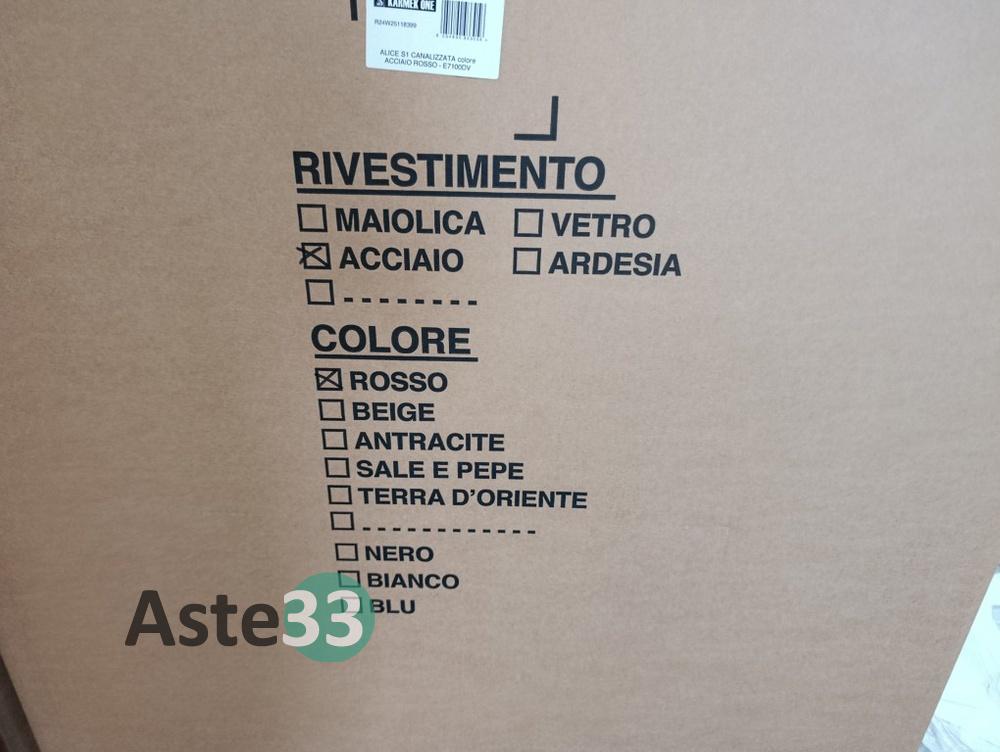 KARMEK ONE
R24W25118399
ALICE S1 CANALIZZATA colore
ACCIAIO ROSSO - E7100DV
RIVESTIMENTO
MAIOLICA VETRO
ACCIAIO ARDESIA
COLORE
ROSSO
BEIGE
ANTRACITE
SALE E PEPE
TERRA D'ORIENTE
NERO
BIANCO
BLU
Aste33